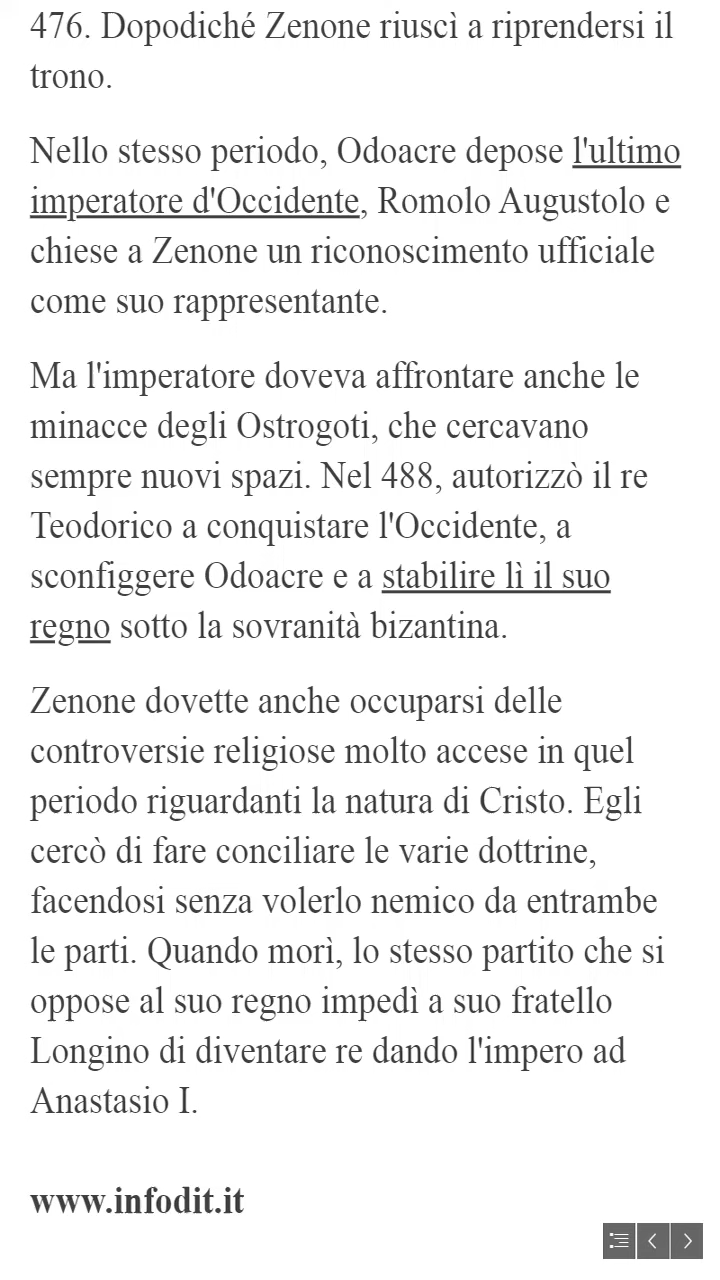 476. Dopodiché Zenone riuscì a riprendersi il
trono.
Nello stesso periodo, Odoacre depose l'ultimo
imperatore d'Occidente, Romolo Augustolo e
chiese a Zenone un riconoscimento ufficiale
come suo rappresentante.
Ma l'imperatore doveva affrontare anche le
minacce degli Ostrogoti, che cercavano
sempre nuovi spazi. Nel 488, autorizzò il re
Teodorico a conquistare l'Occidente, a
sconfiggere Odoacre e a stabilire lì il suo
regno sotto la sovranità bizantina.
Zenone dovette anche occuparsi delle
controversie religiose molto accese in quel
periodo riguardanti la natura di Cristo. Egli
cercò di fare conciliare le varie dottrine,
facendosi senza volerlo nemico da entrambe
le parti. Quando morì, lo stesso partito che si
oppose al suo regno impedì a suo fratello
Longino di diventare re dando l'impero ad
Anastasio I.
www.infodit.it